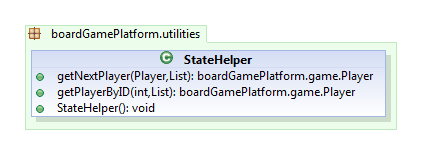 boardGamePlatform.utilities
StateHelper
getNextPlayer(Player,List): boardGamePlatform.game.Player
getPlayerByID(int,List): boardGamePlatform.game.Player
StateHelper(): void